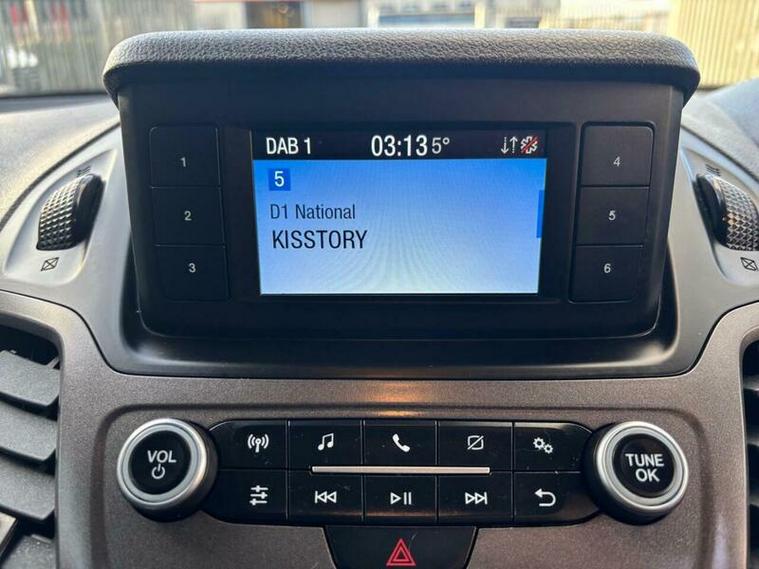 DAB 1 03:13 5°
5
D1 National
KISSTORY
1
2
3
4
5
6
VOL
TUNE
OK